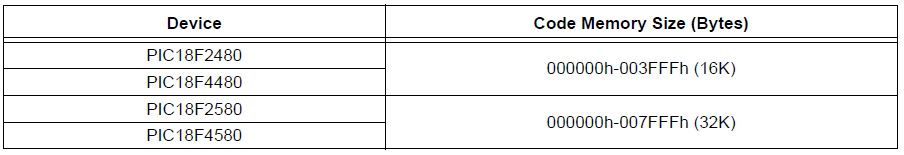 Device Code Memory Size (Bytes)
PIC18F2480
000000h-003FFFh (16K)
PIC18F4480
PIC18F2580
000000h-007FFFh (32K)
PIC18F4580